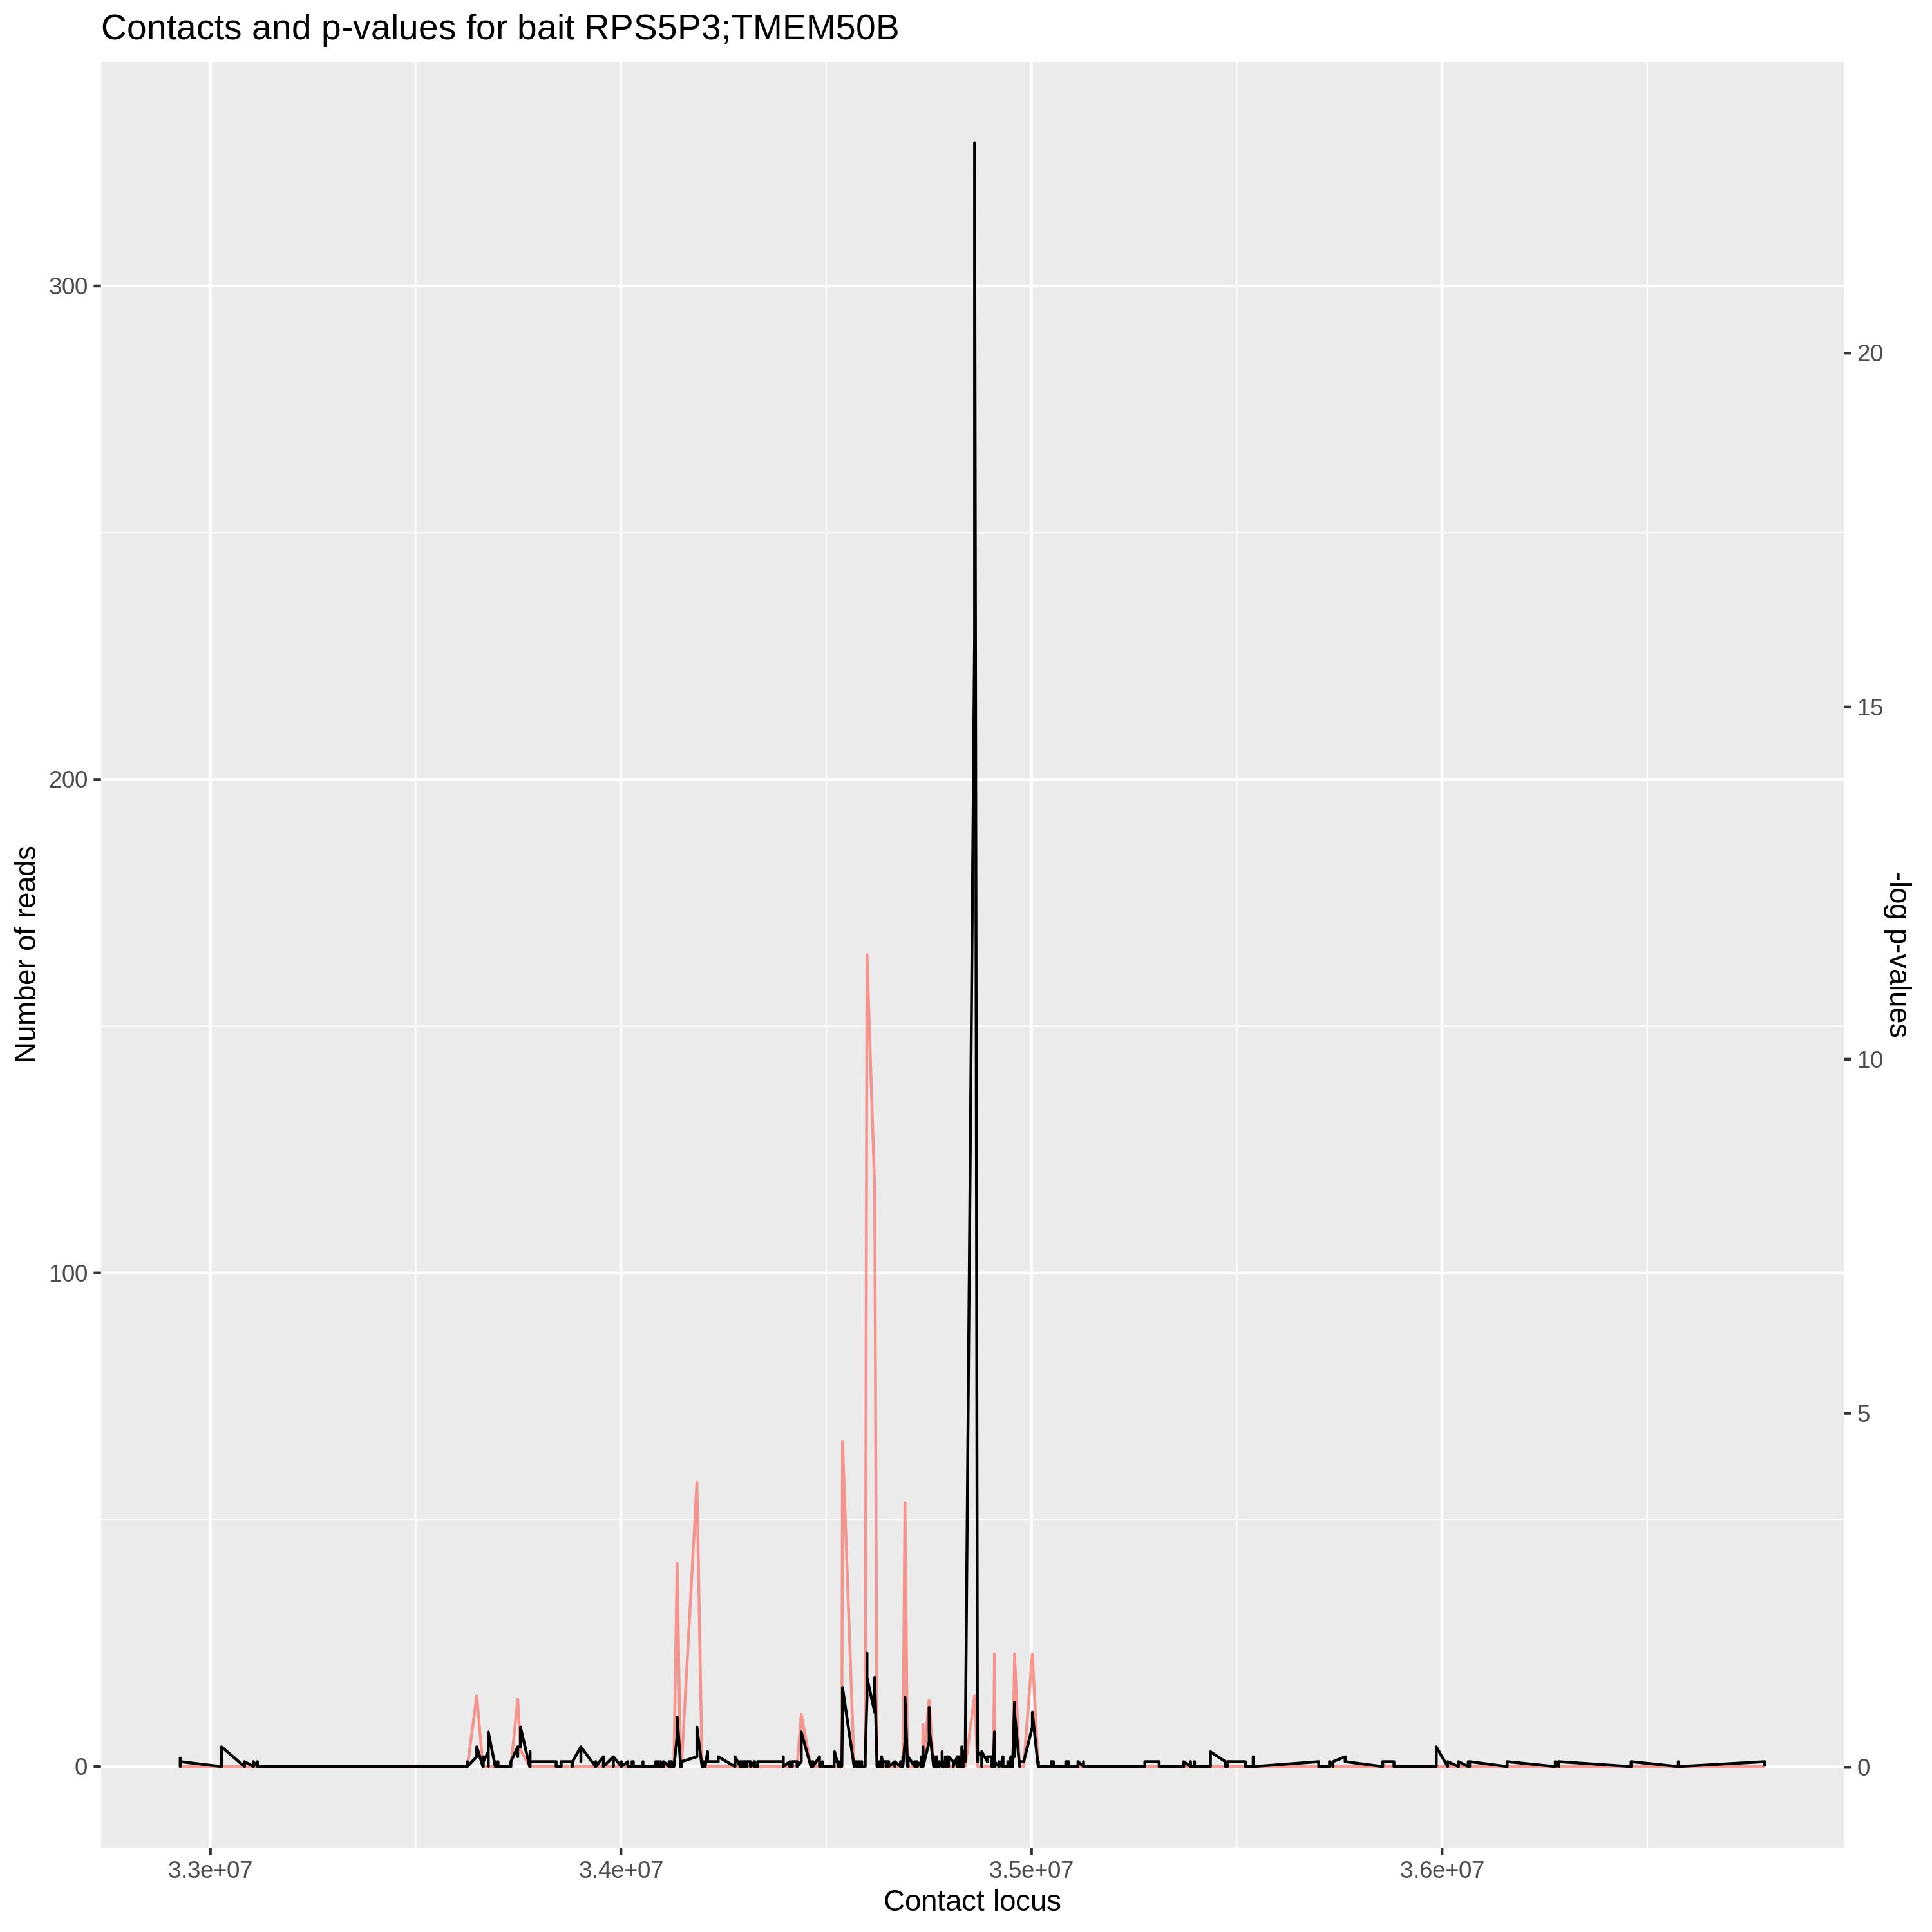 Contacts and p-values for bait RPS5P3;TMEM50B
300
200
100
0
Number of reads
20
15
10
5
0
-log p-values
3.3e+07
3.4e+07
3.5e+07
3.6e+07
Contact locus